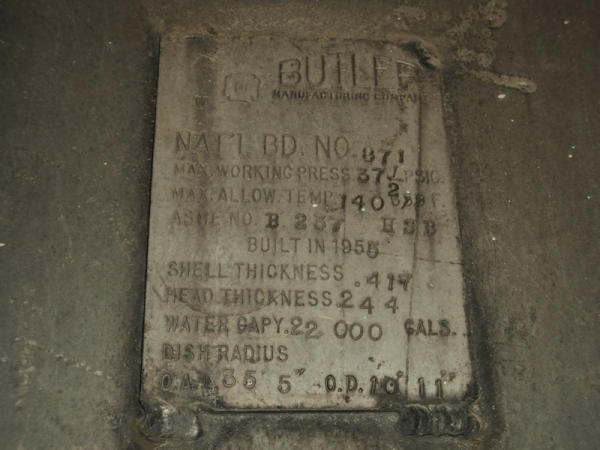 BUTLER
MANUFACTURING COMPANY
NAT'L. BD. NO. 871
MAX. WORKING PRESS. 37 PSIG.
MAX. ALLOW. TEMP. 140 F.
ASME. NO. B 237 HSB
BUILT IN 1955
SHELL THICKNESS .417
HEAD THICKNESS .244
WATER CAPY. 22 000 GALS.
DISH RADIUS
O.A.L. 35' 5" O.D. 10' 11"